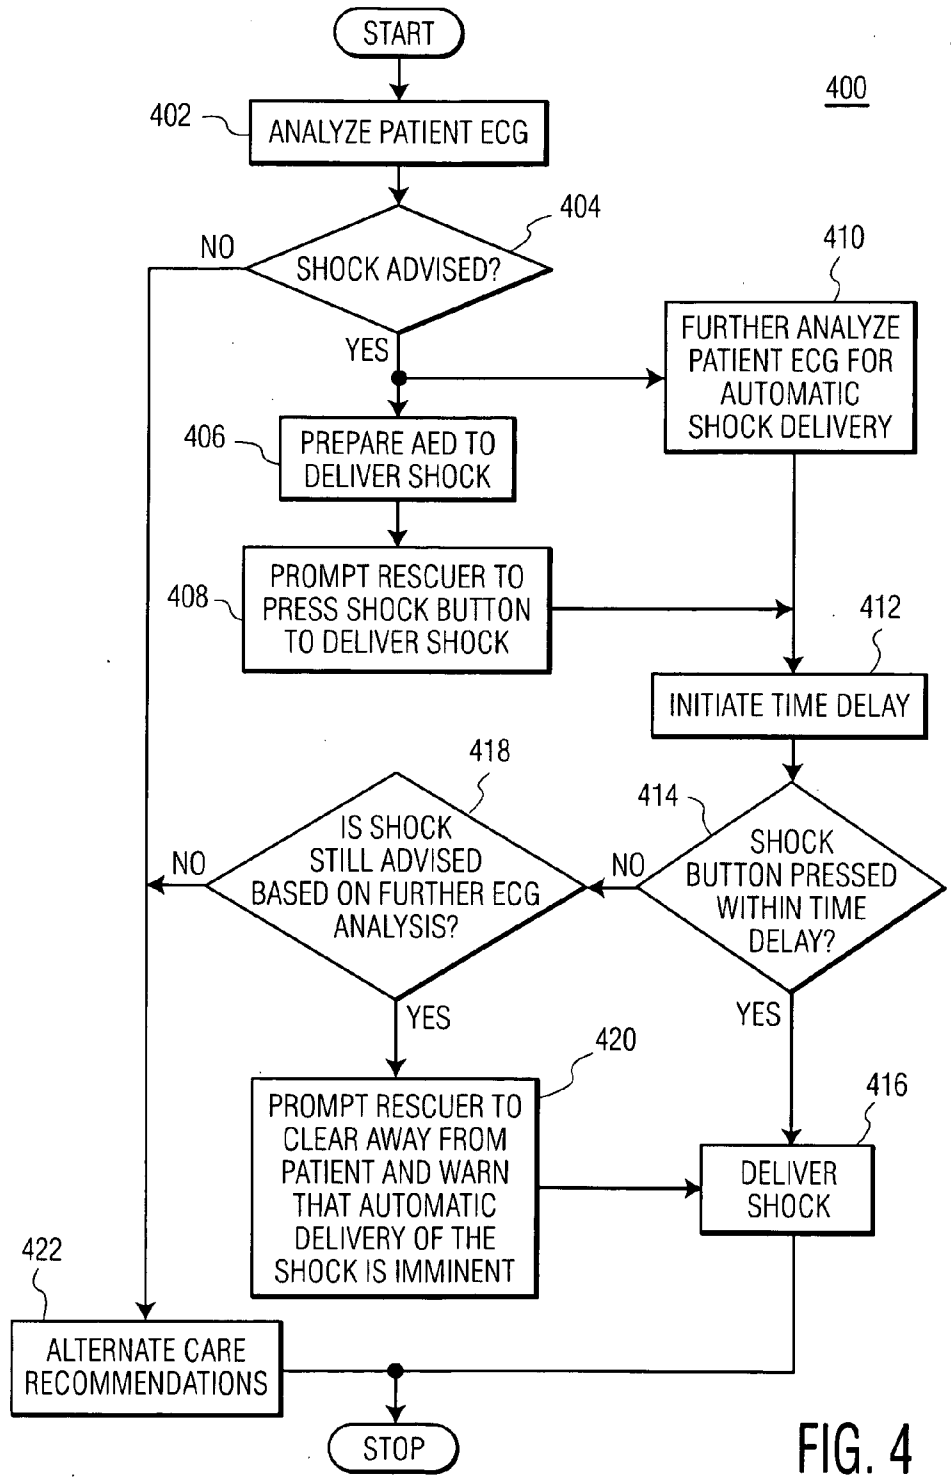 START
400
402
ANALYZE PATIENT ECG
404
NO
SHOCK ADVISED?
YES
410
FURTHER ANALYZE
PATIENT ECG FOR
AUTOMATIC
SHOCK DELIVERY
406
PREPARE AED TO
DELIVER SHOCK
408
PROMPT RESCUER TO
PRESS SHOCK BUTTON
TO DELIVER SHOCK
412
INITIATE TIME DELAY
414
SHOCK
BUTTON PRESSED
WITHIN TIME
DELAY?
NO
YES
418
IS SHOCK
STILL ADVISED
BASED ON FURTHER ECG
ANALYSIS?
NO
YES
420
PROMPT RESCUER TO
CLEAR AWAY FROM
PATIENT AND WARN
THAT AUTOMATIC
DELIVERY OF THE
SHOCK IS IMMINENT
416
DELIVER
SHOCK
422
ALTERNATE CARE
RECOMMENDATIONS
STOP
FIG. 4